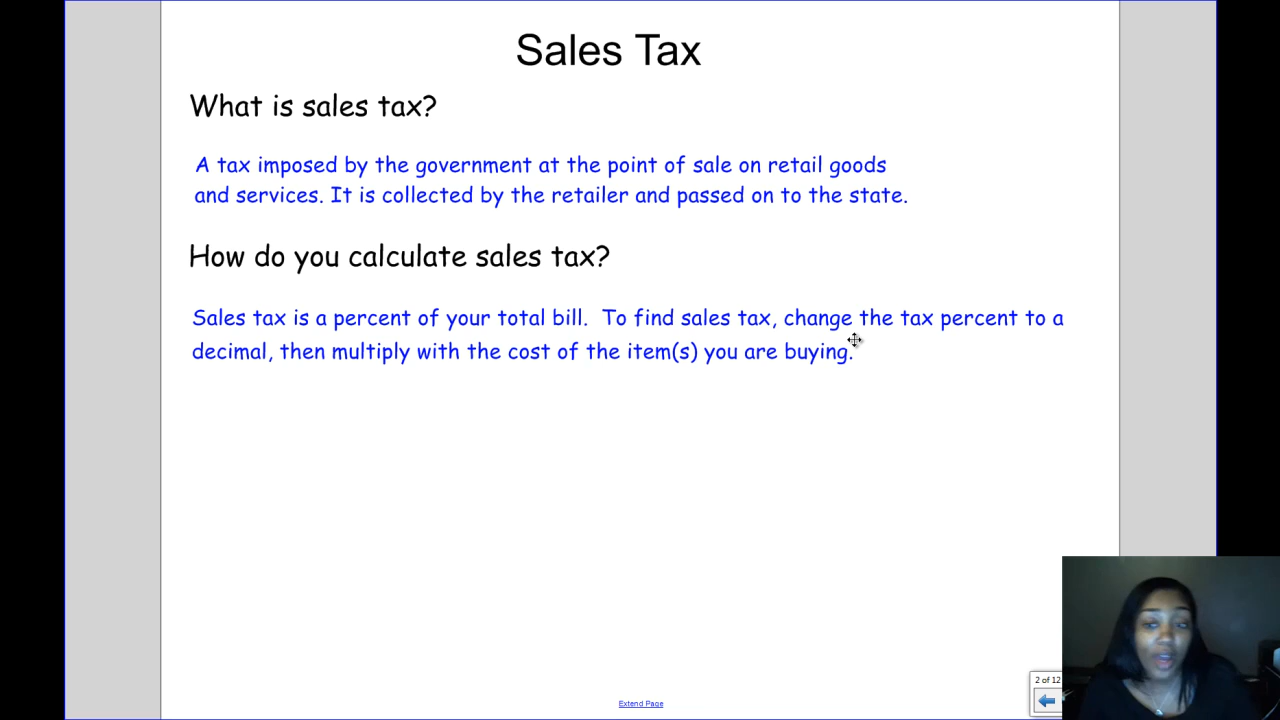 Sales Tax
What is sales tax?
A tax imposed by the government at the point of sale on retail goods
and services. It is collected by the retailer and passed on to the state.
How do you calculate sales tax?
Sales tax is a percent of your total bill.  To find sales tax, change the tax percent to a
decimal, then multiply with the cost of the item(s) you are buying.
2 of 12
Extend Page